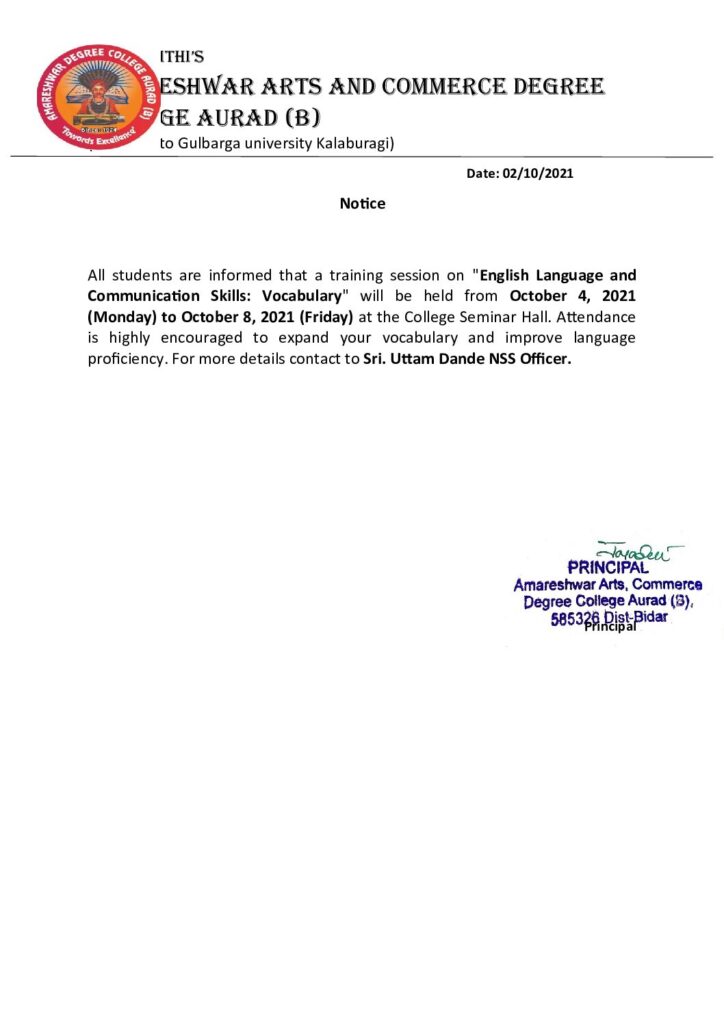 AMARESHWAR DEGREE COLLEGE AURAD (B)
"Towards Excellence"
ITHI'S
ESHWAR ARTS AND COMMERCE DEGREE
GE AURAD (B)
to Gulbarga university Kalaburagi)
Date: 02/10/2021
Notice
All students are informed that a training session on "English Language and
Communication Skills: Vocabulary" will be held from October 4, 2021
(Monday) to October 8, 2021 (Friday) at the College Seminar Hall. Attendance
is highly encouraged to expand your vocabulary and improve language
proficiency. For more details contact to Sri. Uttam Dande NSS Officer.
PRINCIPAL
Amareshwar Arts, Commerce
Degree College Aurad (B),
585326 Dist-Bidar
Principal